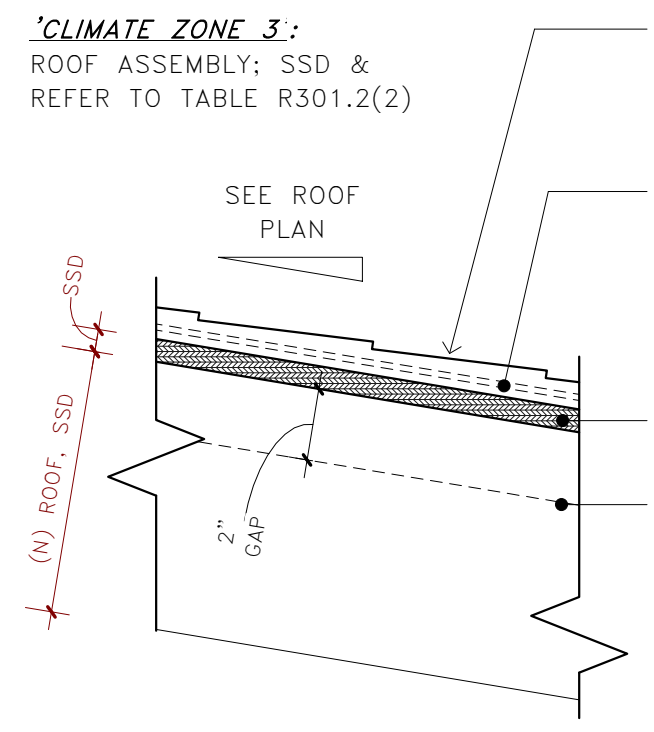 'CLIMATE ZONE 3':
ROOF ASSEMBLY; SSD &
REFER TO TABLE R301.2(2)
SEE ROOF
PLAN
SSD
(N) ROOF, SSD
2"
GAP